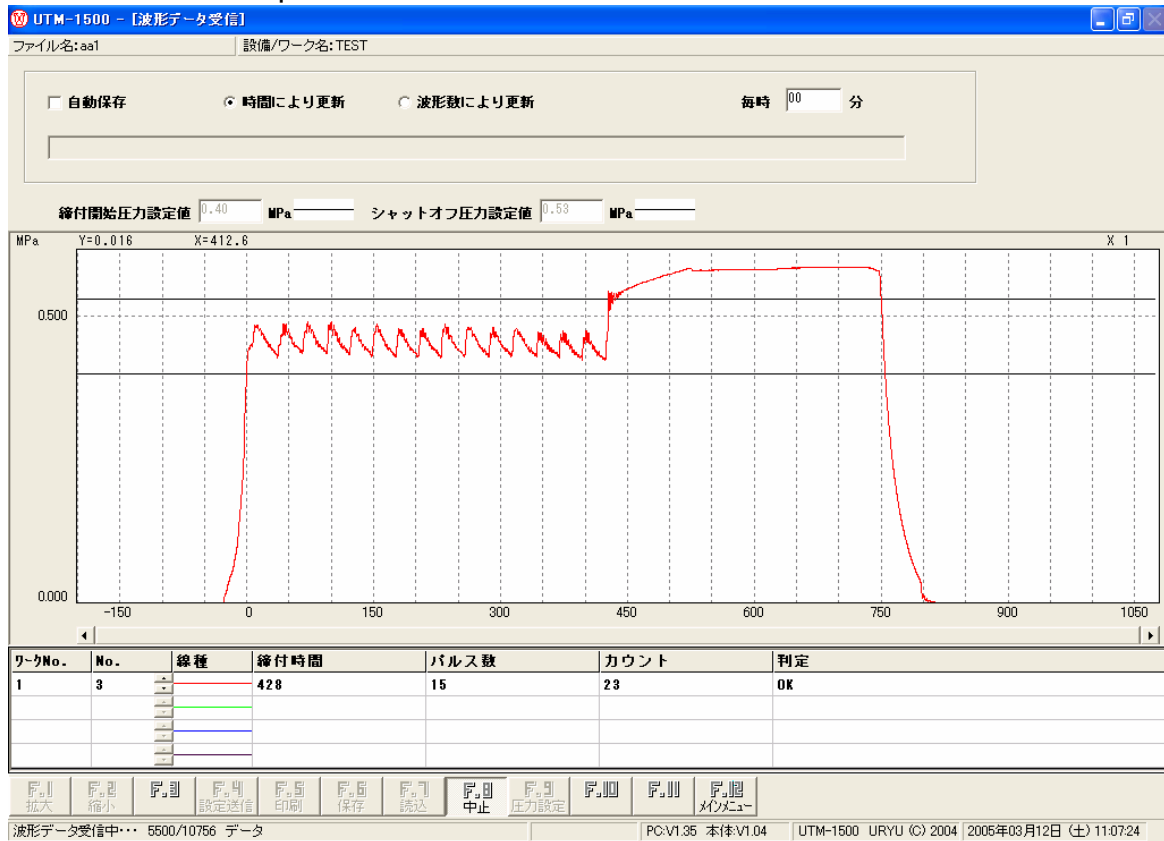 UTM-1500 - [波形データ受信]
ファイル名:aa1 設備/ワーク名:TEST
自動保存 時間により更新 波形数により更新 毎時 00 分
締付開始圧力設定値 0.40 MPa シャットオフ圧力設定値 0.53 MPa
MPa Y=0.016 X=412.6 X 1
0.500
0.000
-150 0 150 300 450 600 750 900 1050
ワークNo. No. 線種 締付時間 パルス数 カウント 判定
1 3 428 15 23 OK
F.1 F.2 F.3 F.4 F.5 F.6 F.7 F.8 F.9 F.10 F.11 F.12
拡大 縮小 設定送信 印刷 保存 読込 中止 圧力設定 メインメニュー
波形データ受信中・・・ 5500/10756 データ PC:V1.35 本体:V1.04 UTM-1500 URYU (C) 2004 2005年03月12日 (土) 11:07:24